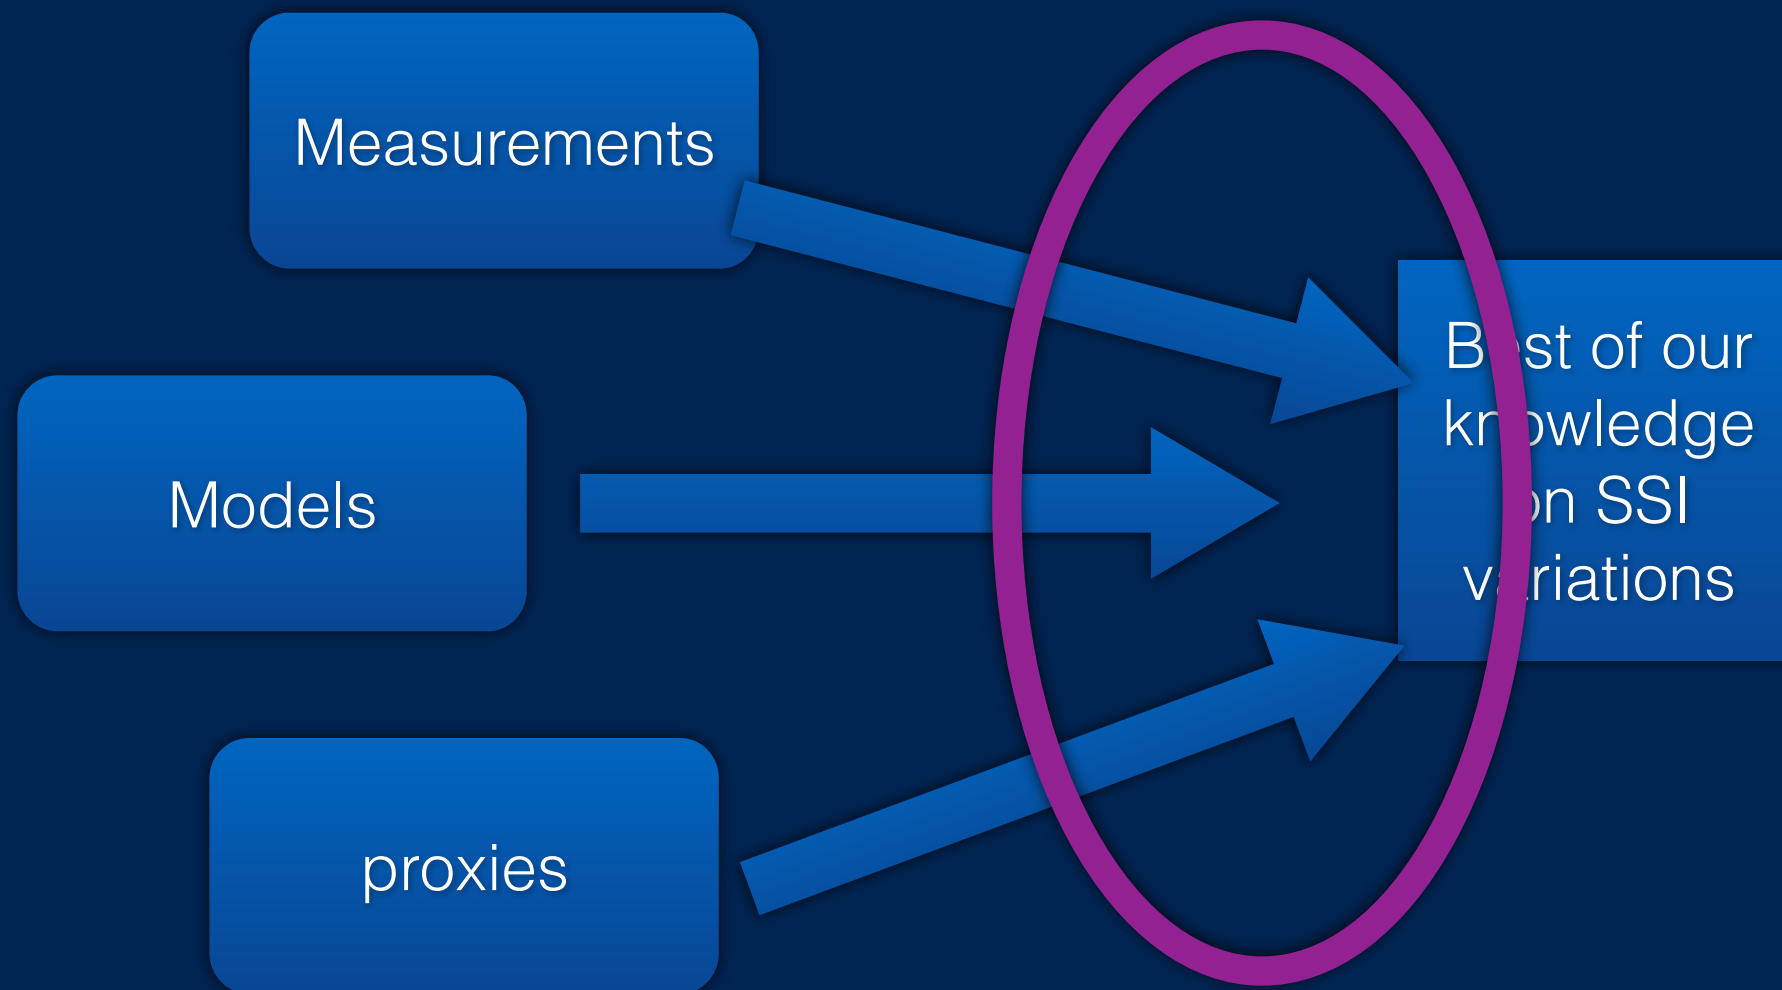 Measurements
Models
proxies
Best of our
knowledge
on SSI
variations